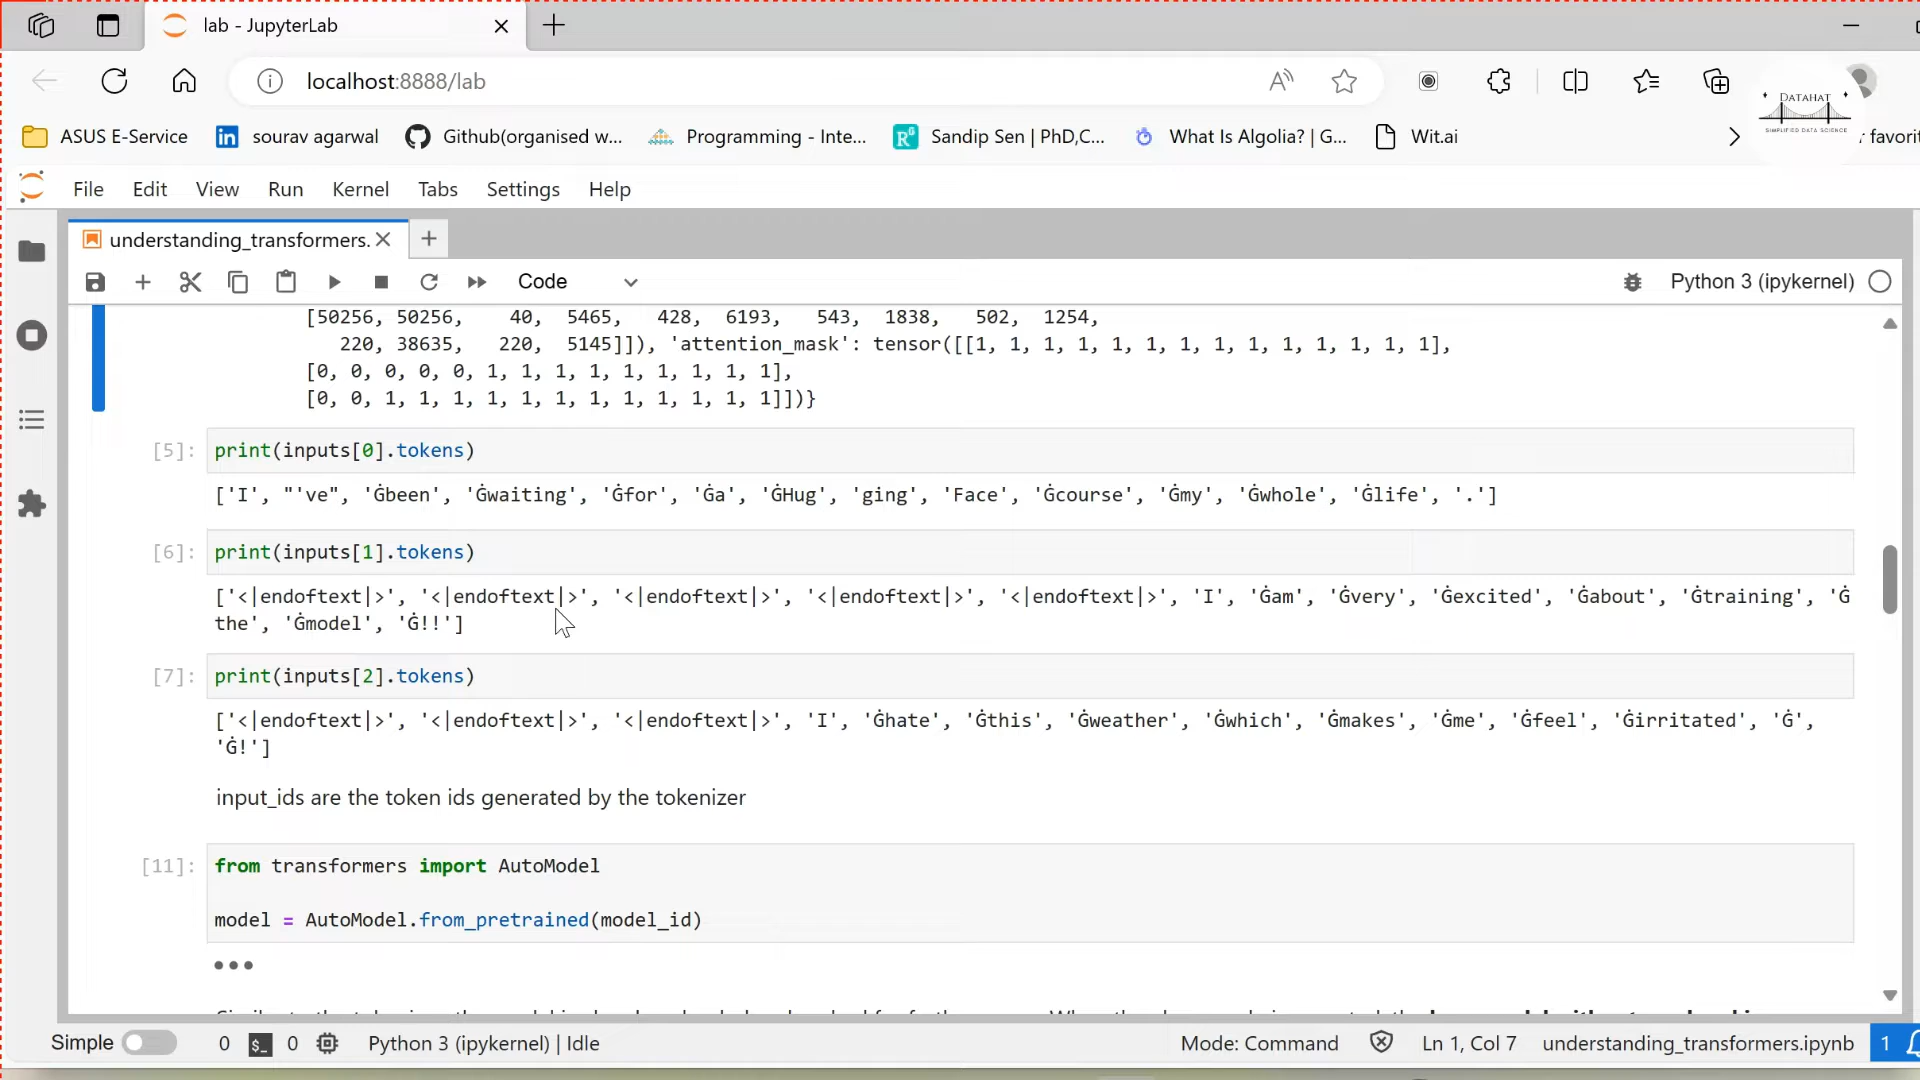 lab - JupyterLab
localhost:8888/lab
DATAHAT
SIMPLIFIED DATA SCIENCE
ASUS E-Service
sourav agarwal
Github(organised w...
Programming - Inte...
Sandip Sen | PhD,C...
What Is Algolia? | G...
Wit.ai
r favorit
File Edit View Run Kernel Tabs Settings Help
understanding_transformers.
Code
Python 3 (ipykernel)
[50256, 50256, 40, 5465, 428, 6193, 543, 1838, 502, 1254,
220, 38635, 220, 5145]]), 'attention_mask': tensor([[1, 1, 1, 1, 1, 1, 1, 1, 1, 1, 1, 1, 1, 1],
[0, 0, 0, 0, 0, 1, 1, 1, 1, 1, 1, 1, 1, 1],
[0, 0, 1, 1, 1, 1, 1, 1, 1, 1, 1, 1, 1, 1]])}
[5]: print(inputs[0].tokens)
['I', "'ve", 'Ġbeen', 'Ġwaiting', 'Ġfor', 'Ġa', 'ĠHug', 'ging', 'Face', 'Ġcourse', 'Ġmy', 'Ġwhole', 'Ġlife', '.']
[6]: print(inputs[1].tokens)
['<|endoftext|>', '<|endoftext|>', '<|endoftext|>', '<|endoftext|>', '<|endoftext|>', 'I', 'Ġam', 'Ġvery', 'Ġexcited', 'Ġabout', 'Ġtraining', 'Ġ
the', 'Ġmodel', 'Ġ!!']
[7]: print(inputs[2].tokens)
['<|endoftext|>', '<|endoftext|>', '<|endoftext|>', 'I', 'Ġhate', 'Ġthis', 'Ġweather', 'Ġwhich', 'Ġmakes', 'Ġme', 'Ġfeel', 'Ġirritated', 'Ġ',
'Ġ!']
input_ids are the token ids generated by the tokenizer
[11]: from transformers import AutoModel
model = AutoModel.from_pretrained(model_id)
Simple 0 $_ 0 Python 3 (ipykernel) | Idle Mode: Command Ln 1, Col 7 understanding_transformers.ipynb 1